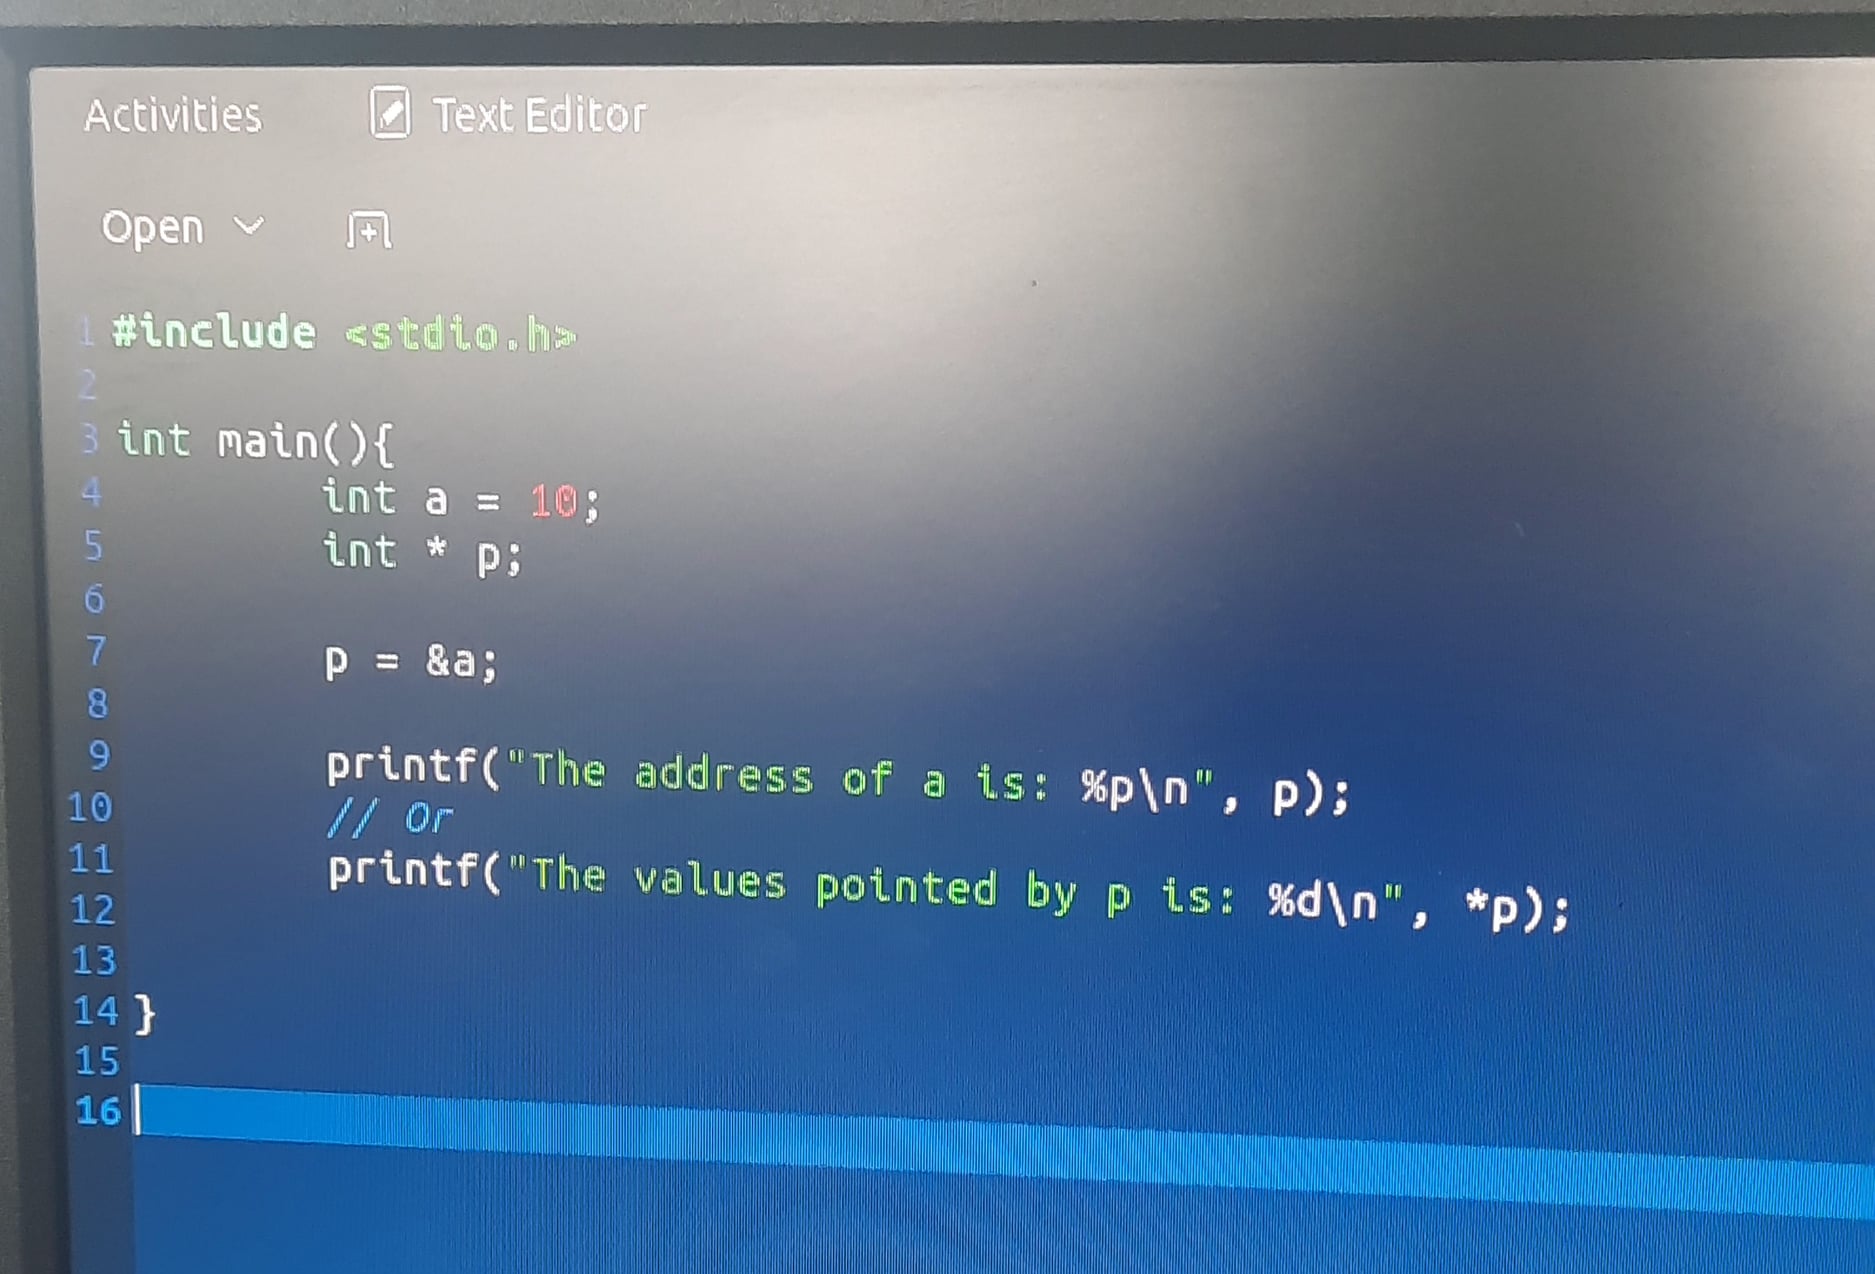 Activities Text Editor
Open
1 #include <stdio.h>
2
3 int main(){
4 int a = 10;
5 int * p;
6
7 p = &a;
8
9 printf("The address of a is: %p\n", p);
10 // Or
11 printf("The values pointed by p is: %d\n", *p);
12
13
14 }
15
16